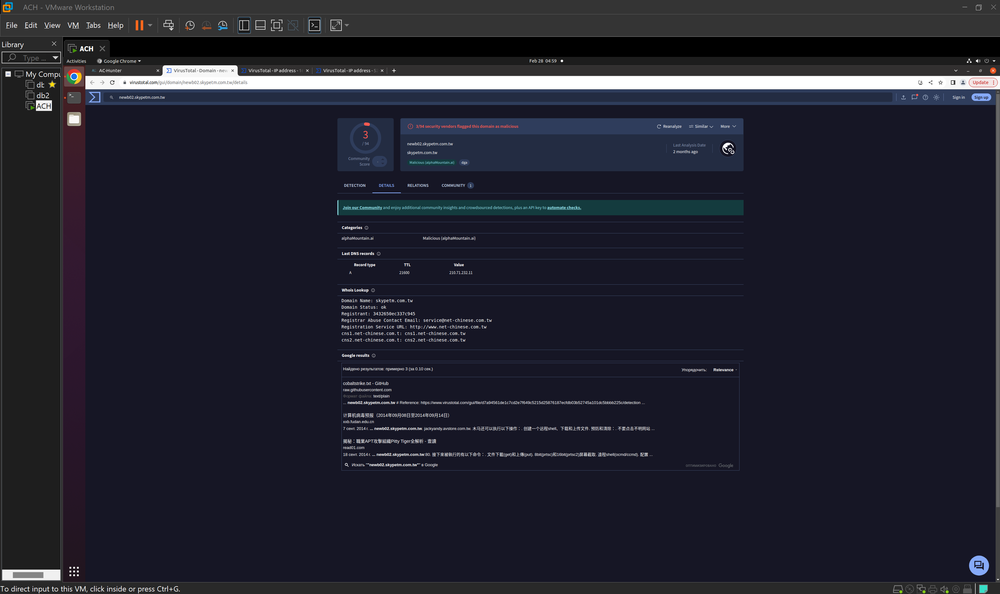 ACH - VMware Workstation
File Edit View VM Tabs Help
Library
Type ...
My Compu
db
db2
ACH
ACH
Activities
Google Chrome
Feb 28 04:59
AC-Hunter
VirusTotal - Domain - new
VirusTotal - IP address - 1
VirusTotal - IP address - 5
virustotal.com/gui/domain/newb02.skypetm.com.tw/details
Update
newb02.skypetm.com.tw
Sign in
Sign up
3
/ 94
Community
Score
-
3/94 security vendors flagged this domain as malicious
Reanalyze
Similar
More
newb02.skypetm.com.tw
skypetm.com.tw
Malicious (alphaMountain.ai)
dga
Last Analysis Date
2 months ago
DETECTION
DETAILS
RELATIONS
COMMUNITY 1
Join our Community and enjoy additional community insights and crowdsourced detections, plus an API key to automate checks.
Categories
alphaMountain.ai Malicious (alphaMountain.ai)
Last DNS records
Record type TTL Value
A 21600 210.71.232.11
Whois Lookup
Domain Name: skypetm.com.tw
Domain Status: ok
Registrant: 3432650ec337c945
Registrar Abuse Contact Email: service@net-chinese.com.tw
Registration Service URL: http://www.net-chinese.com.tw
cns1.net-chinese.com.t: cns1.net-chinese.com.tw
cns2.net-chinese.com.t: cns2.net-chinese.com.tw
Google results
Найдено результатов: примерно 3 (за 0.10 сек.)
Упорядочить: Relevance
cobaltstrike.txt - GitHub
raw.githubusercontent.com
Формат файла: text/plain
... newb02.skypetm.com.tw # Reference: https://www.virustotal.com/gui/file/d7a94561de1c7cd2e7f649c5215d25876187ecfdb03b52745a101dc5bbbb225c/detection ...
计算机病毒预报（2014年09月08日至2014年09月14日）
xxb.fudan.edu.cn
7 сент. 2014 г. ... newb02.skypetm.com.tw. jackyandy.avstore.com.tw. 木马还可以执行以下操作：. 创建一个远程shell、下载和上传文件. 预防和清除：. 不要点击不明网站 ...
揭秘：職業APT攻擊組織Pitty Tiger全解析 - 壹讀
read01.com
18 сент. 2014 г. ... newb02.skypetm.com.tw:80. 接下來被執行的有以下命令：. 文件下載(get)和上傳(put). 8bit(prtsc)和16bit(prtsc2)屏幕截取. 遠程shell(ocmd/ccmd). 配置 ...
Искать "newb02.skypetm.com.tw" в Google
оптимизировано Google
To direct input to this VM, click inside or press Ctrl+G.